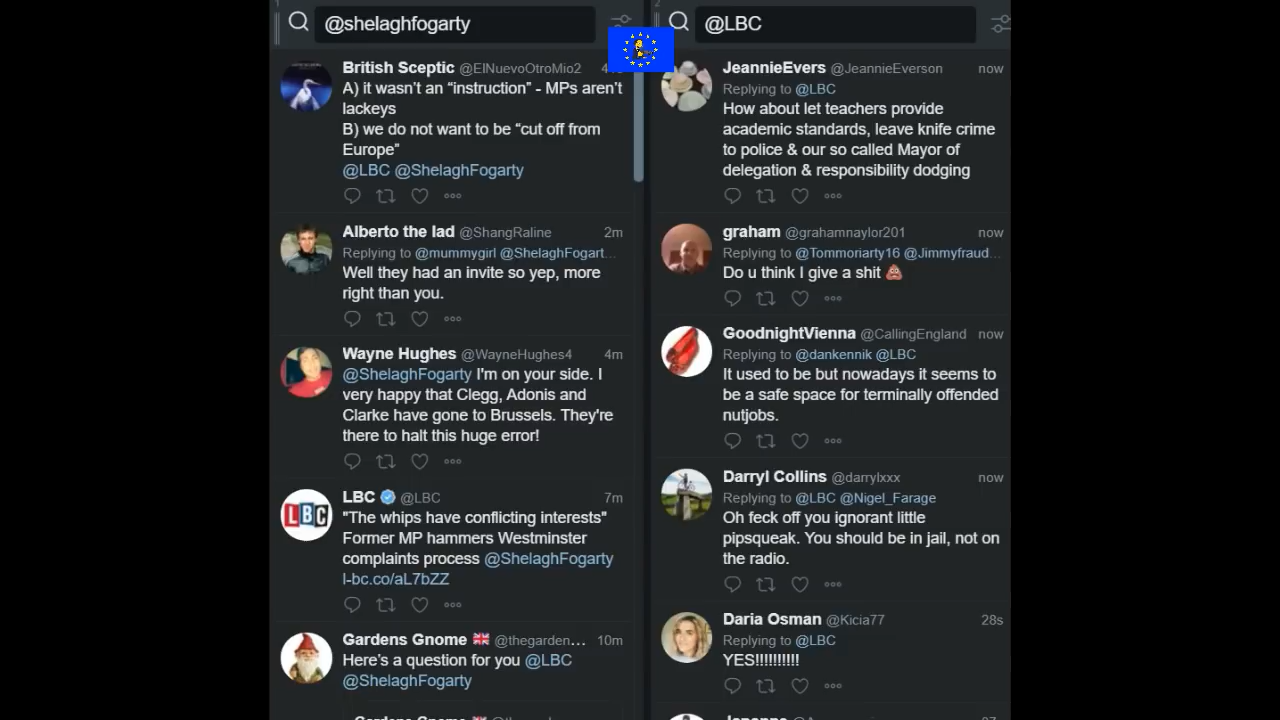 @shelaghfogarty
British Sceptic @ElNuevoOtroMio2
A) it wasn't an “instruction” - MPs aren't
lackeys
B) we do not want to be “cut off from
Europe”
@LBC @ShelaghFogarty
Alberto the lad @ShangRaline 2m
Replying to @mummygirl @ShelaghFogart...
Well they had an invite so yep, more
right than you.
Wayne Hughes @WayneHughes4 4m
@ShelaghFogarty I'm on your side. I
very happy that Clegg, Adonis and
Clarke have gone to Brussels. They're
there to halt this huge error!
LBC @LBC 7m
"The whips have conflicting interests"
Former MP hammers Westminster
complaints process @ShelaghFogarty
l-bc.co/aL7bZZ
Gardens Gnome 🇬🇧 @thegarden... 10m
Here's a question for you @LBC
@ShelaghFogarty
Gardens Gnome
@LBC
JeannieEvers @JeannieEverson now
Replying to @LBC
How about let teachers provide
academic standards, leave knife crime
to police & our so called Mayor of
delegation & responsibility dodging
graham @grahamnaylor201 now
Replying to @Tommoriarty16 @Jimmyfraud...
Do u think I give a shit 💩
GoodnightVienna @CallingEngland now
Replying to @dankennik @LBC
It used to be but nowadays it seems to
be a safe space for terminally offended
nutjobs.
Darryl Collins @darrylxxx now
Replying to @LBC @Nigel_Farage
Oh feck off you ignorant little
pipsqueak. You should be in jail, not on
the radio.
Daria Osman @Kicia77 28s
Replying to @LBC
YES!!!!!!!!!!